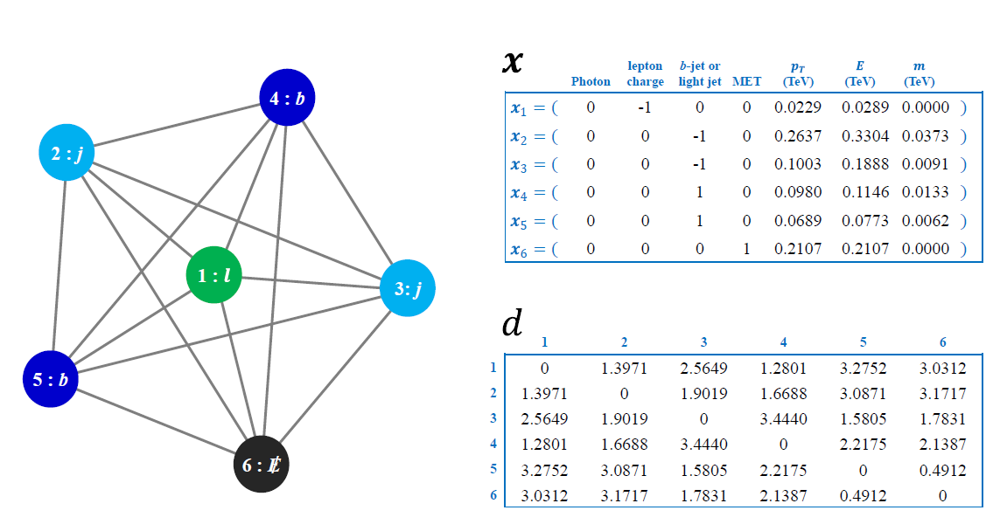 4 : b
2 : j
1 : l
3: j
5 : b
6 : E̸
x
Photon lepton charge b-jet or light jet MET p_T (TeV) E (TeV) m (TeV)
x₁ = ( 0 -1 0 0 0.0229 0.0289 0.0000 )
x₂ = ( 0 0 -1 0 0.2637 0.3304 0.0373 )
x₃ = ( 0 0 -1 0 0.1003 0.1888 0.0091 )
x₄ = ( 0 0 1 0 0.0980 0.1146 0.0133 )
x₅ = ( 0 0 1 0 0.0689 0.0773 0.0062 )
x₆ = ( 0 0 0 1 0.2107 0.2107 0.0000 )
d
1 2 3 4 5 6
1 0 1.3971 2.5649 1.2801 3.2752 3.0312
2 1.3971 0 1.9019 1.6688 3.0871 3.1717
3 2.5649 1.9019 0 3.4440 1.5805 1.7831
4 1.2801 1.6688 3.4440 0 2.2175 2.1387
5 3.2752 3.0871 1.5805 2.2175 0 0.4912
6 3.0312 3.1717 1.7831 2.1387 0.4912 0